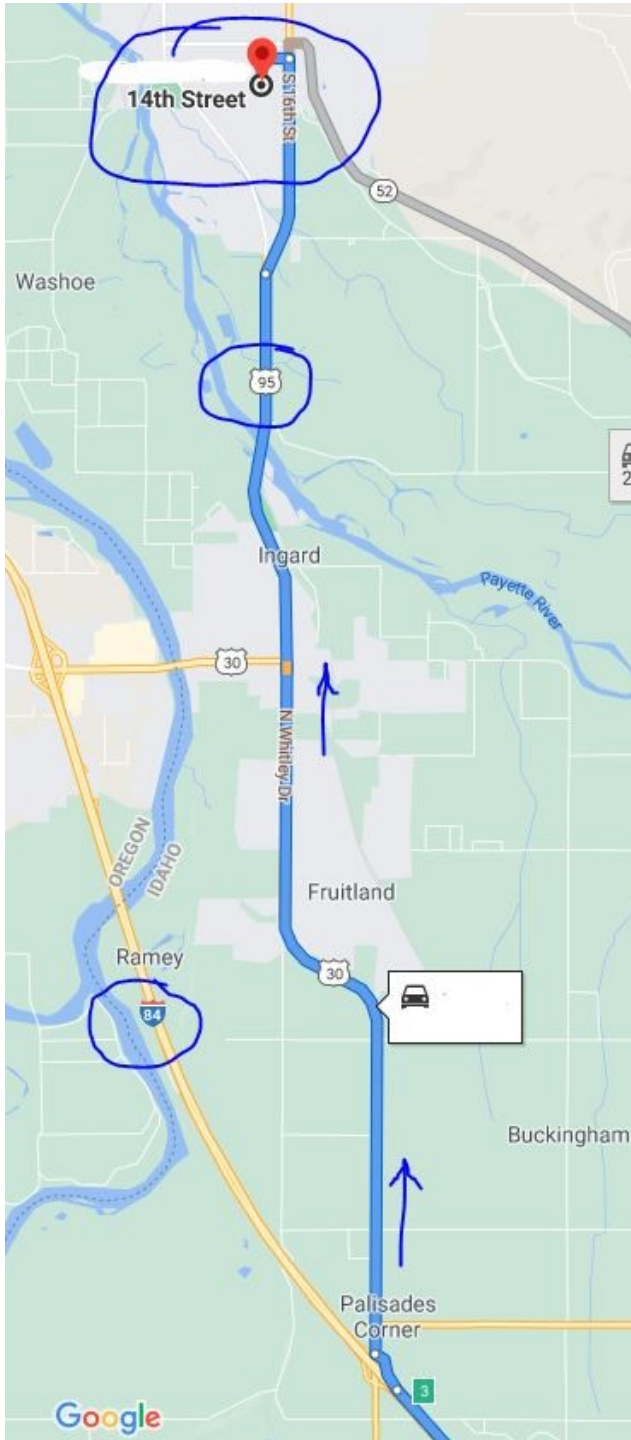 14th Street
S 16th St
52
Washoe
95
2
Ingard
Payette River
30
N Whitley Dr
OREGON
IDAHO
Fruitland
Ramey
30
84
Buckingham
Palisades
Corner
3
Google